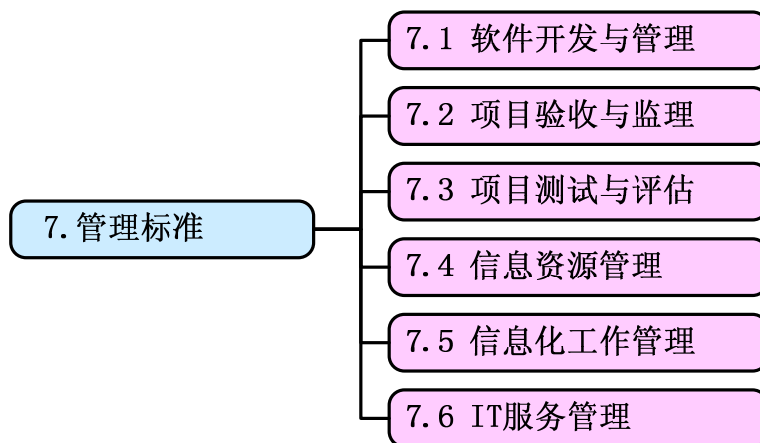 7.管理标准
7.1 软件开发与管理
7.2 项目验收与监理
7.3 项目测试与评估
7.4 信息资源管理
7.5 信息化工作管理
7.6 IT服务管理